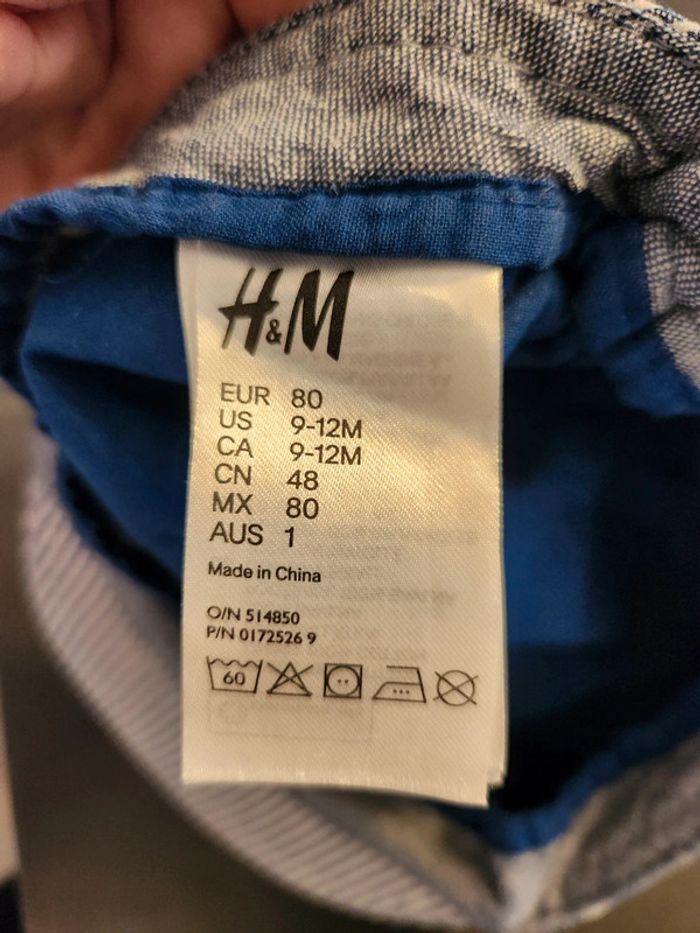 H&M
EUR 80
US 9-12M
CA 9-12M
CN 48
MX 80
AUS 1
Made in China
O/N 514850
P/N 0172526 9
60